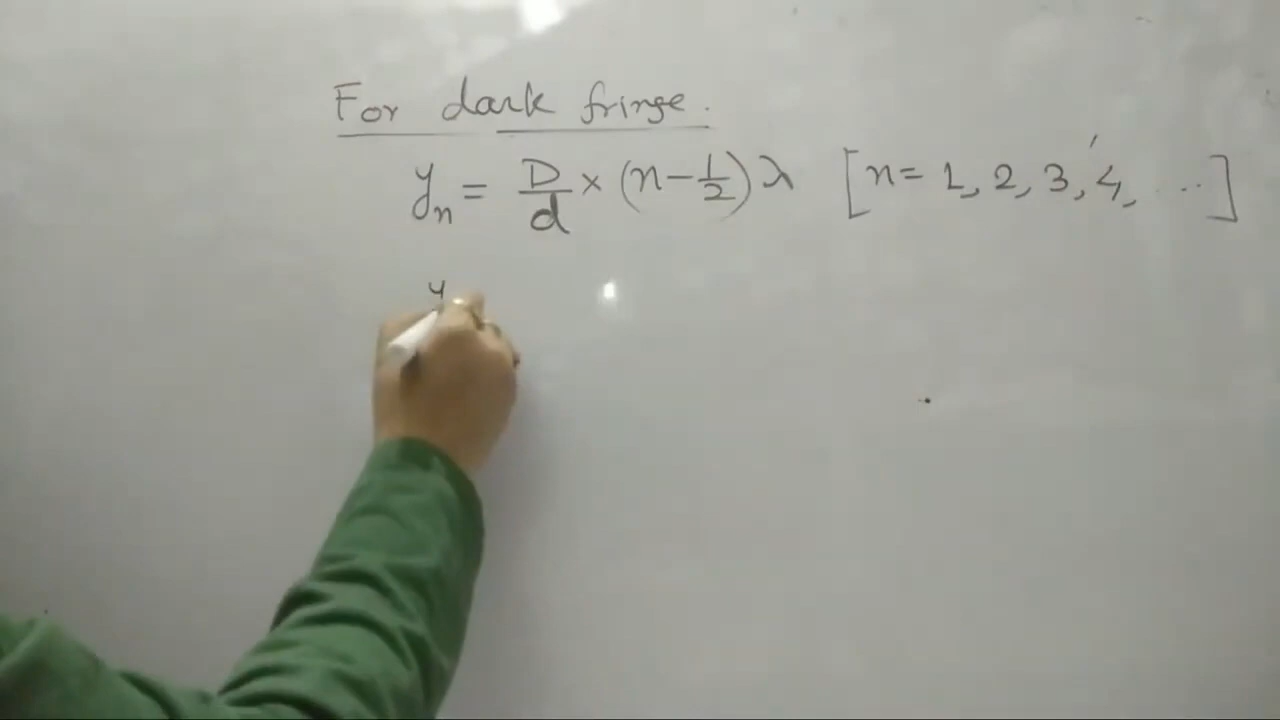 For dark fringe.
yₙ = D/d × (n - 1/2) λ [n = 1, 2, 3, 4, ...]
y